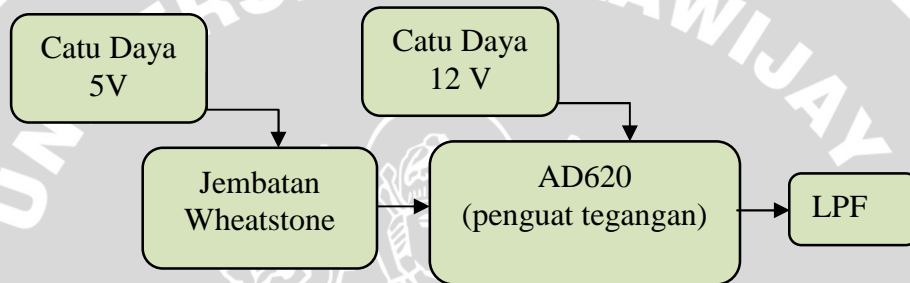 Catu Daya
5V
Catu Daya
12 V
Jembatan
Wheatstone
AD620
(penguat tegangan)
LPF